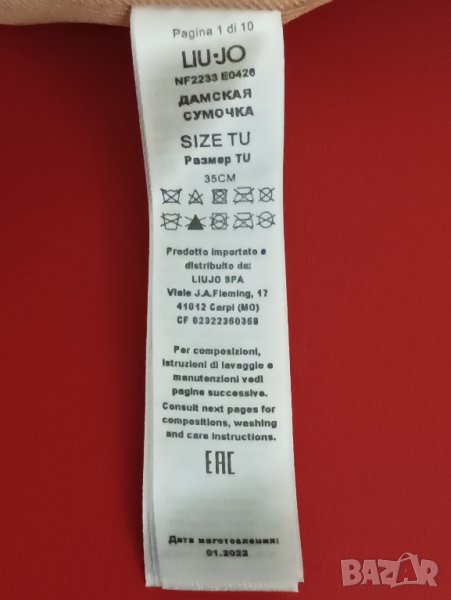 Pagina 1 di 10
LIU·JO
NF2233 E0426
ДАМСКАЯ
СУМОЧКА
SIZE TU
Размер TU
35CM
Prodotto importato e
distribuito da:
LIUJO SPA
Viale J.A.Fleming, 17
41012 Carpi (MO)
CF 02322360369
Per composizioni,
istruzioni di lavaggio e
manutenzioni vedi
pagine successive.
Consult next pages for
compositions, washing
and care instructions.
EAC
Дата изготовления:
01.2022
BAZAR